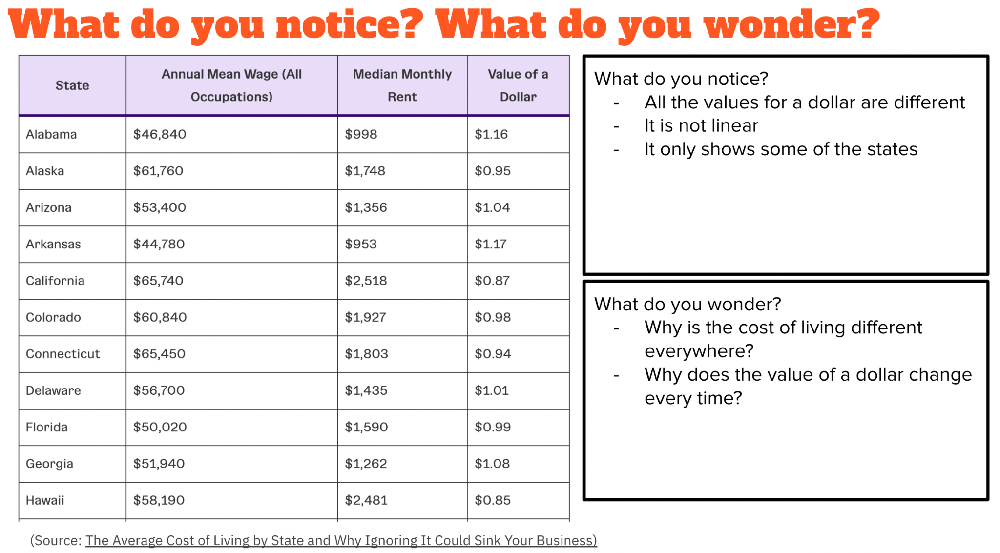 What do you notice? What do you wonder?
State
Annual Mean Wage (All
Occupations)
Median Monthly
Rent
Value of a
Dollar
Alabama $46,840 $998 $1.16
Alaska $61,760 $1,748 $0.95
Arizona $53,400 $1,356 $1.04
Arkansas $44,780 $953 $1.17
California $65,740 $2,518 $0.87
Colorado $60,840 $1,927 $0.98
Connecticut $65,450 $1,803 $0.94
Delaware $56,700 $1,435 $1.01
Florida $50,020 $1,590 $0.99
Georgia $51,940 $1,262 $1.08
Hawaii $58,190 $2,481 $0.85
What do you notice?
- All the values for a dollar are different
- It is not linear
- It only shows some of the states
What do you wonder?
- Why is the cost of living different
everywhere?
- Why does the value of a dollar change
every time?
(Source: The Average Cost of Living by State and Why Ignoring It Could Sink Your Business)